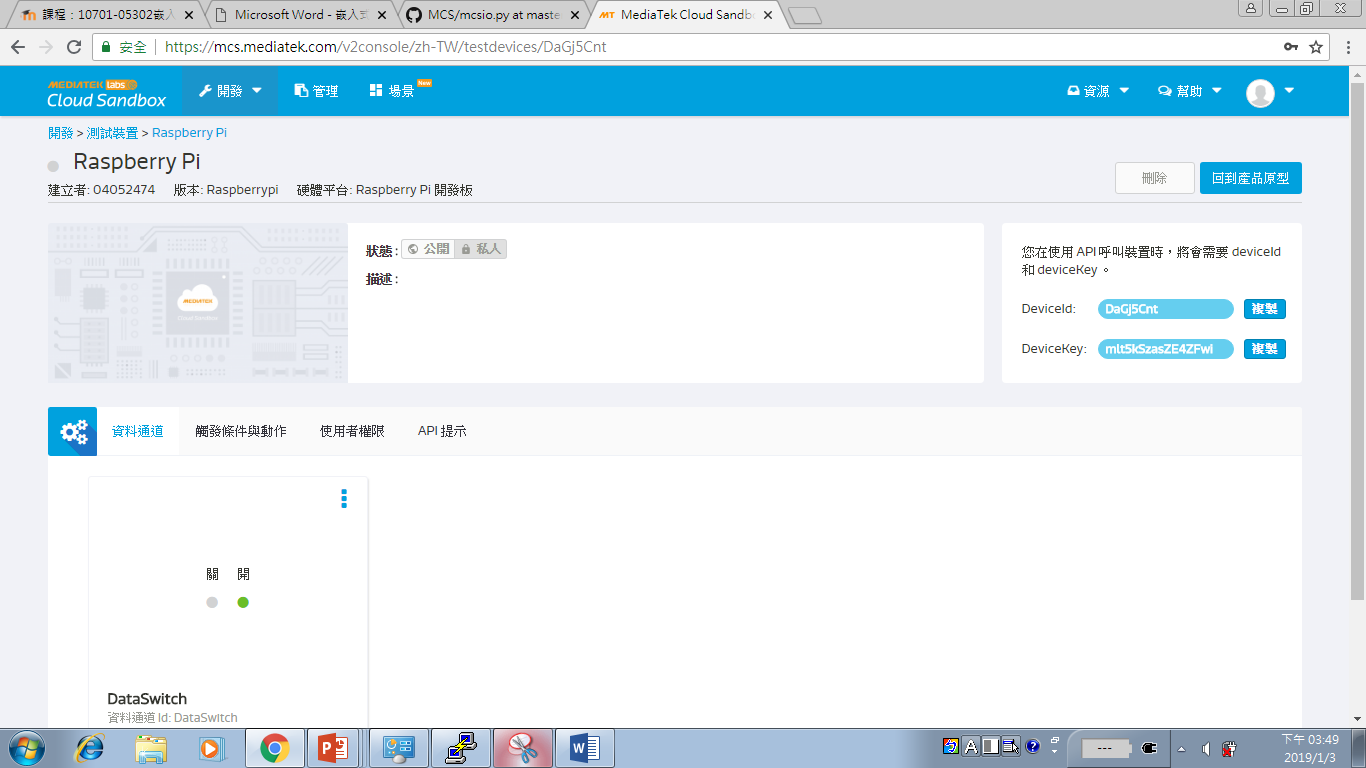 課程：10701-05302嵌入
Microsoft Word - 嵌入式
MCS/mcsio.py at maste
MediaTek Cloud Sandb
安全
https://mcs.mediatek.com/v2console/zh-TW/testdevices/DaGj5Cnt
MEDIATEK Labs
Cloud Sandbox
開發
管理
場景
New
資源
幫助
開發 > 測試裝置 > Raspberry Pi
Raspberry Pi
建立者: 04052474 版本: Raspberrypi 硬體平台: Raspberry Pi 開發板
刪除
回到產品原型
MEDIATEK
Cloud Sandbox
狀態 : 公開 私人
描述 :
您在使用 API 呼叫裝置時，將會需要 deviceId
和 deviceKey 。
DeviceId: DaGj5Cnt 複製
DeviceKey: mlt5kSzasZE4ZFwi 複製
資料通道 觸發條件與動作 使用者權限 API 提示
關 開
DataSwitch
資料通道 Id: DataSwitch
下午 03:49
2019/1/3